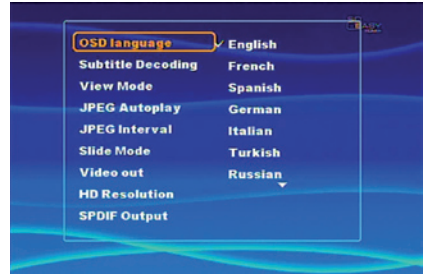 OSD language
Subtitle Decoding
View Mode
JPEG Autoplay
JPEG Interval
Slide Mode
Video out
HD Resolution
SPDIF Output
English
French
Spanish
German
Italian
Turkish
Russian
EASY